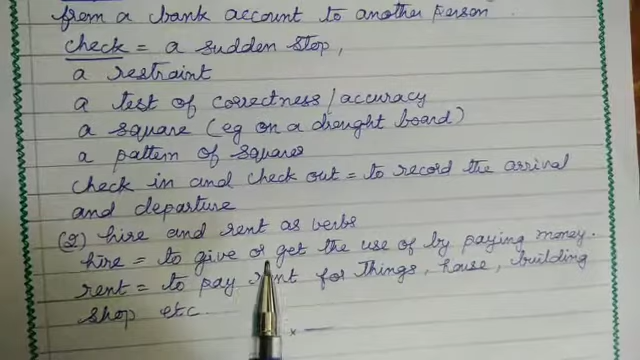 from a bank account to another person
check = a sudden stop,
a restraint
a test of correctness/accuracy
a square (eg on a drought board)
a pattern of squares
check in and check out = to record the arrival
and departure
(2) hire and rent as verbs
hire = to give or get the use of by paying money.
rent = to pay rent for things, house, building
shop etc